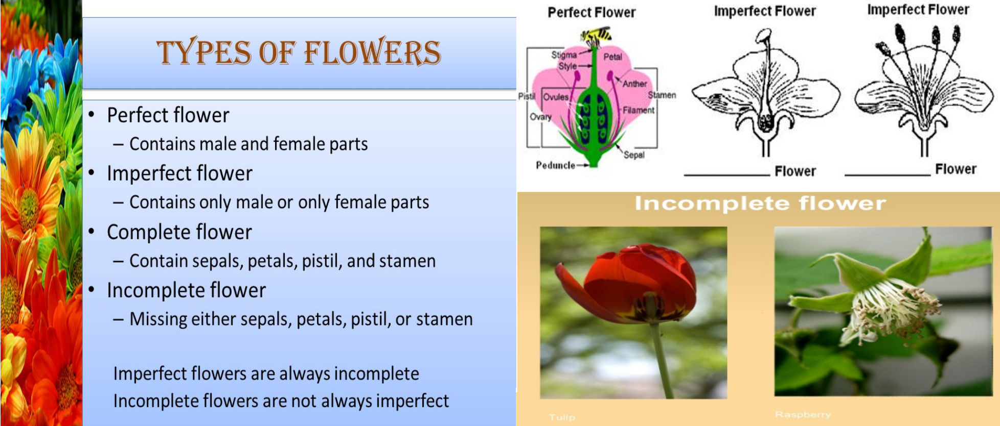 TYPES OF FLOWERS
• Perfect flower
– Contains male and female parts
• Imperfect flower
– Contains only male or only female parts
• Complete flower
– Contain sepals, petals, pistil, and stamen
• Incomplete flower
– Missing either sepals, petals, pistil, or stamen
Imperfect flowers are always incomplete
Incomplete flowers are not always imperfect
Perfect Flower
Stigma
Petal
Style
Anther
Pistil
Ovules
Stamen
Filament
Ovary
Sepal
Peduncle
Imperfect Flower
__________ Flower
Imperfect Flower
__________ Flower
Incomplete flower
Tulip
Raspberry